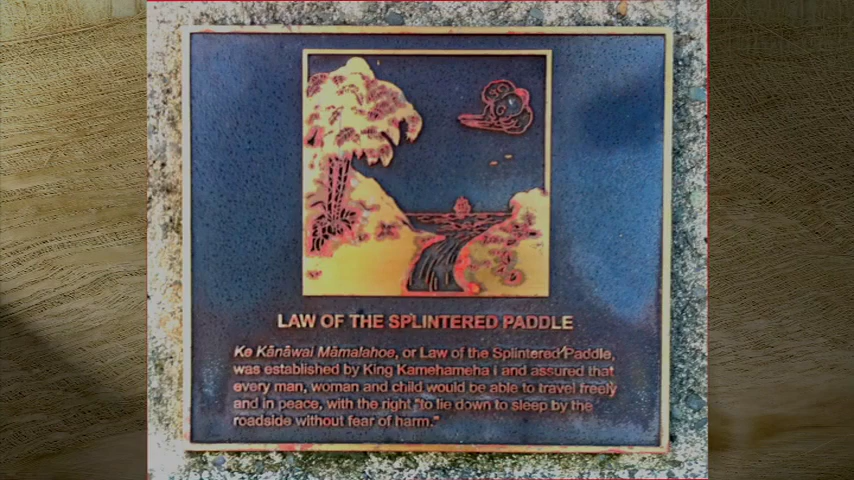 LAW OF THE SPLINTERED PADDLE
Ke Kānāwai Māmalahoe, or Law of the Splintered Paddle,
was established by King Kamehameha I and assured that
every man, woman and child would be able to travel freely
and in peace, with the right "to lie down to sleep by the
roadside without fear of harm."